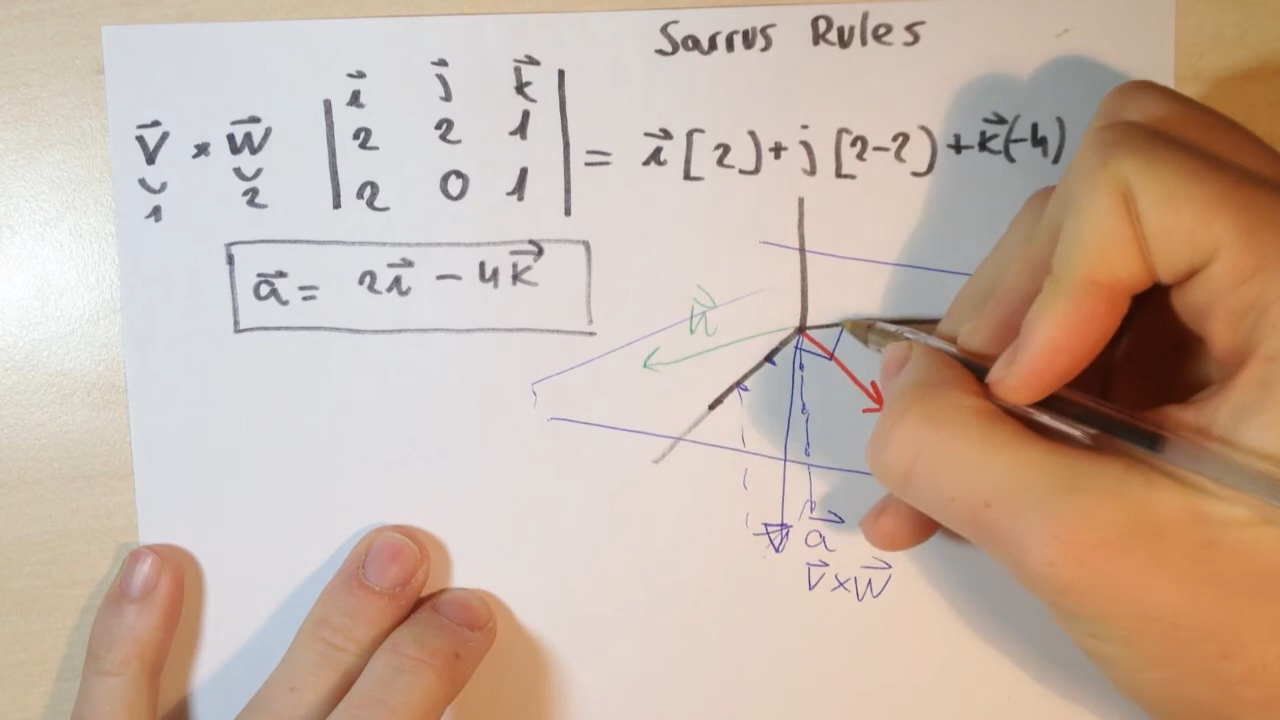 Sarrus Rules
i⃗ j⃗ k⃗
V⃗ × W⃗ | 2 2 1 | = i⃗ [2)+j [2-2)+k⃗(-4)
1 2 2 0 1
a⃗ = 2i⃗ - 4k⃗
n⃗
a⃗
V⃗×W⃗